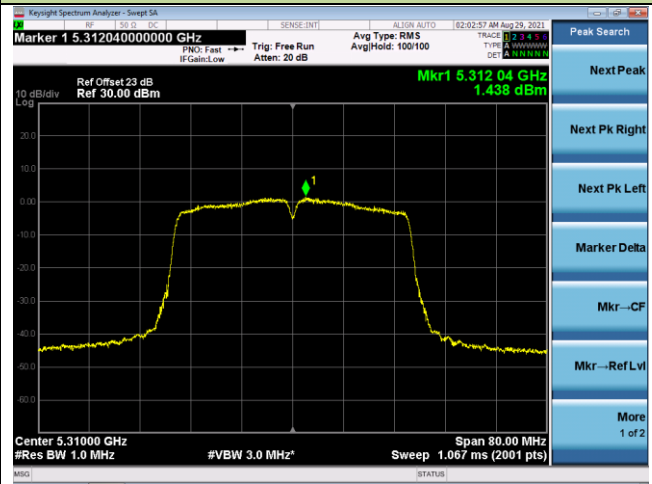 Keysight Spectrum Analyzer - Swept SA
RF 50 Ω DC SENSE:INT ALIGN AUTO 02:02:57 AM Aug 29, 2021
Marker 1 5.312040000000 GHz
PNO: Fast
IFGain:Low
Trig: Free Run
Atten: 20 dB
Avg Type: RMS
Avg|Hold: 100/100
TRACE 1 2 3 4 5 6
TYPE A WWWWW
DET A N N N N N
Ref Offset 23 dB
Ref 30.00 dBm
10 dB/div
Log
Mkr1 5.312 04 GHz
1.438 dBm
20.0
10.0
0.00
-10.0
-20.0
-30.0
-40.0
-50.0
-60.0
1
Center 5.31000 GHz
#Res BW 1.0 MHz
#VBW 3.0 MHz*
Span 80.00 MHz
Sweep 1.067 ms (2001 pts)
MSG
STATUS
Peak Search
Next Peak
Next Pk Right
Next Pk Left
Marker Delta
Mkr→CF
Mkr→Ref Lvl
More
1 of 2